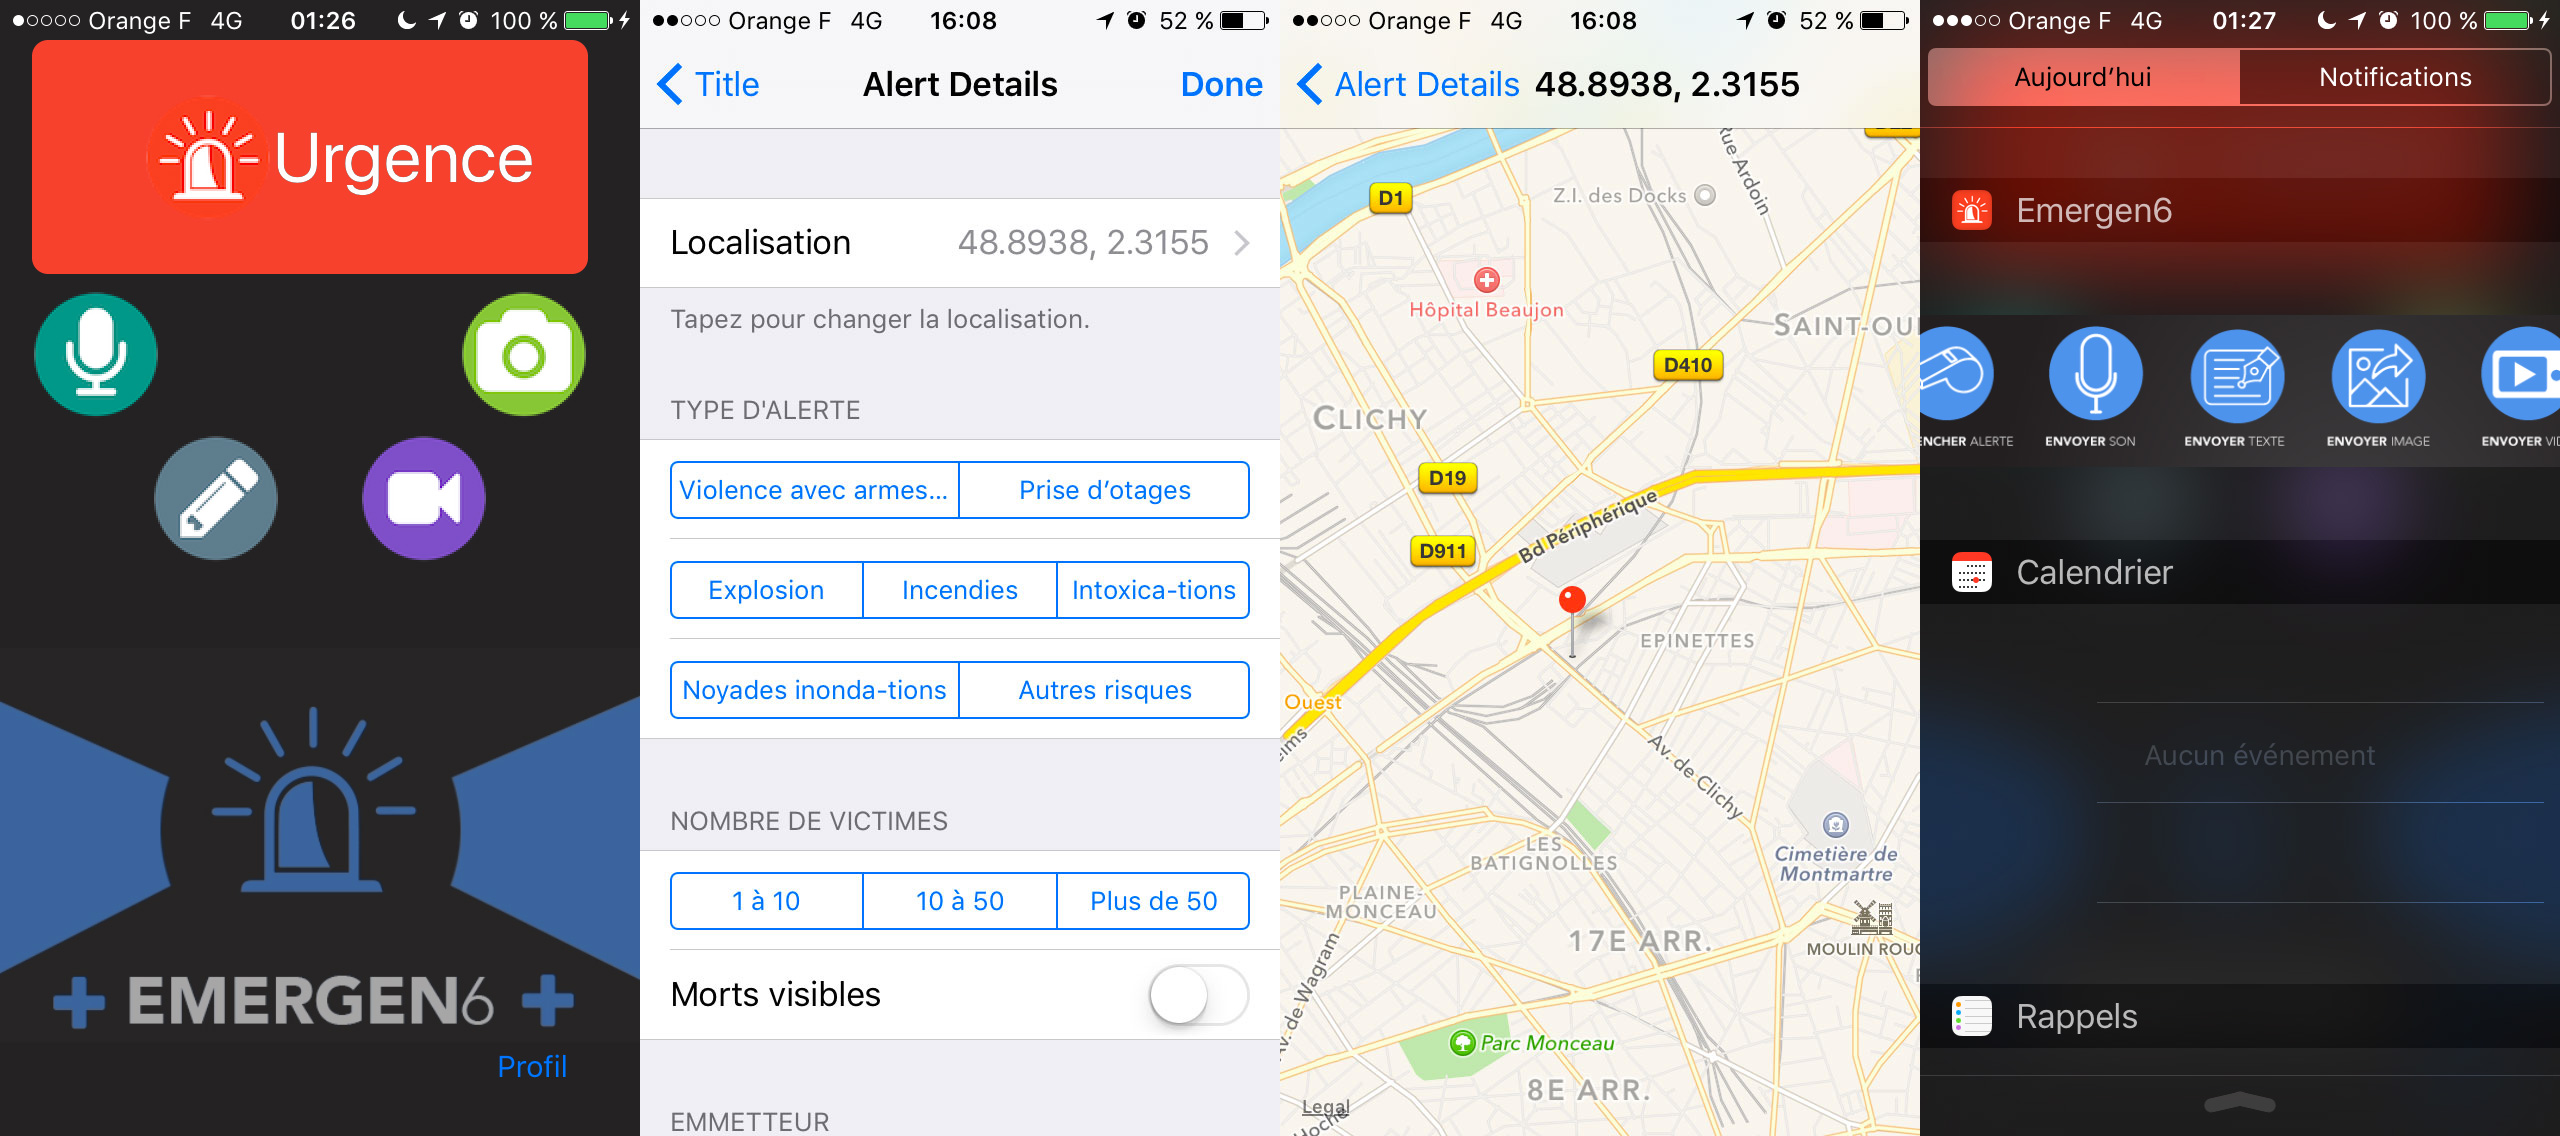 Orange F 4G 01:26 100 %
Urgence
EMERGEN6
Profil
Orange F 4G 16:08 52 %
Title Alert Details Done
Localisation 48.8938, 2.3155
Tapez pour changer la localisation.
TYPE D'ALERTE
Violence avec armes... Prise d’otages
Explosion Incendies Intoxica-tions
Noyades inonda-tions Autres risques
NOMBRE DE VICTIMES
1 à 10 10 à 50 Plus de 50
Morts visibles
EMMETTEUR
Orange F 4G 16:08 52 %
Alert Details 48.8938, 2.3155
Rue Ardoin
D1
Z.I. des Docks
Hôpital Beaujon
SAINT-OU
D410
CLICHY
D19
Bd Périphérique
D911
EPINETTES
Ouest
Av. de Clichy
LES
BATIGNOLLES
Cimetière de
Montmartre
PLAINE-
MONCEAU
17E ARR.
MOULIN ROUG
Av. de Wagram
Parc Monceau
8E ARR.
Legal
Hoche
Orange F 4G 01:27 100 %
Aujourd’hui Notifications
Emergen6
ENCHER ALERTE ENVOYER SON ENVOYER TEXTE ENVOYER IMAGE ENVOYER VID
Calendrier
Aucun événement
Rappels